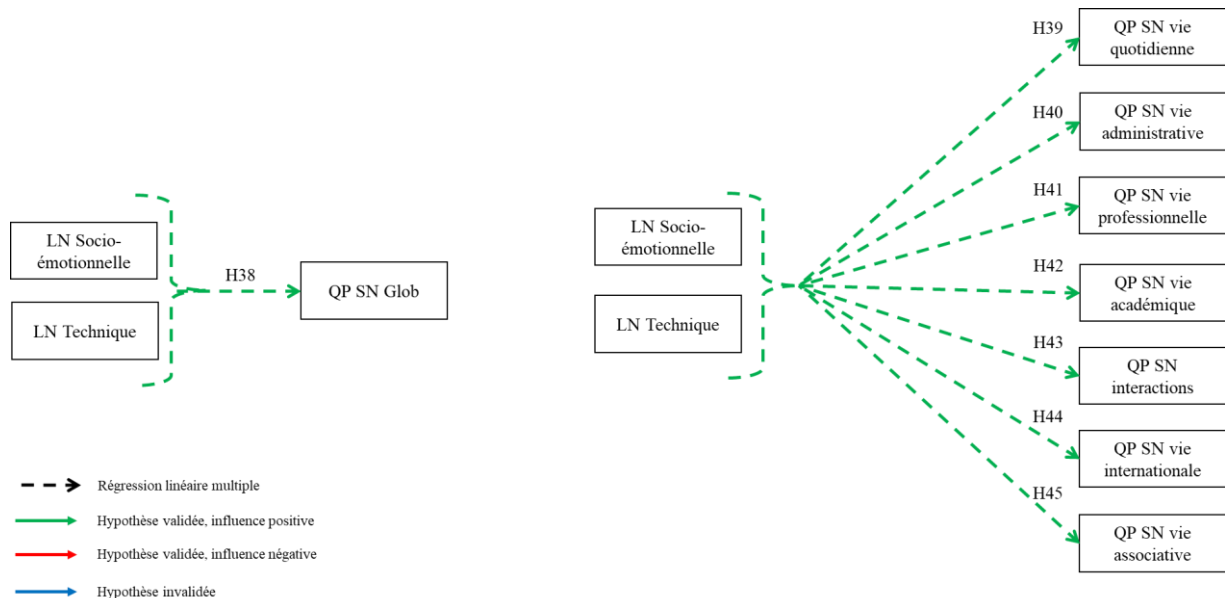 LN Socio-
émotionnelle
LN Technique
H38
QP SN Glob
LN Socio-
émotionnelle
LN Technique
H39
QP SN vie
quotidienne
H40
QP SN vie
administrative
H41
QP SN vie
professionnelle
H42
QP SN vie
académique
H43
QP SN
interactions
H44
QP SN vie
internationale
H45
QP SN vie
associative
Régression linéaire multiple
Hypothèse validée, influence positive
Hypothèse validée, influence négative
Hypothèse invalidée